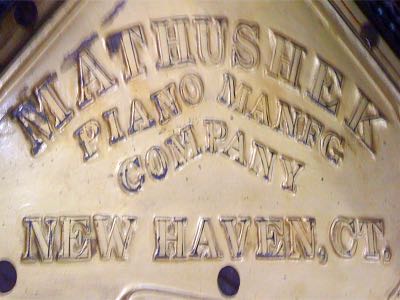 MATHUSHEK
PIANO MANFG
COMPANY
NEW HAVEN, CT.